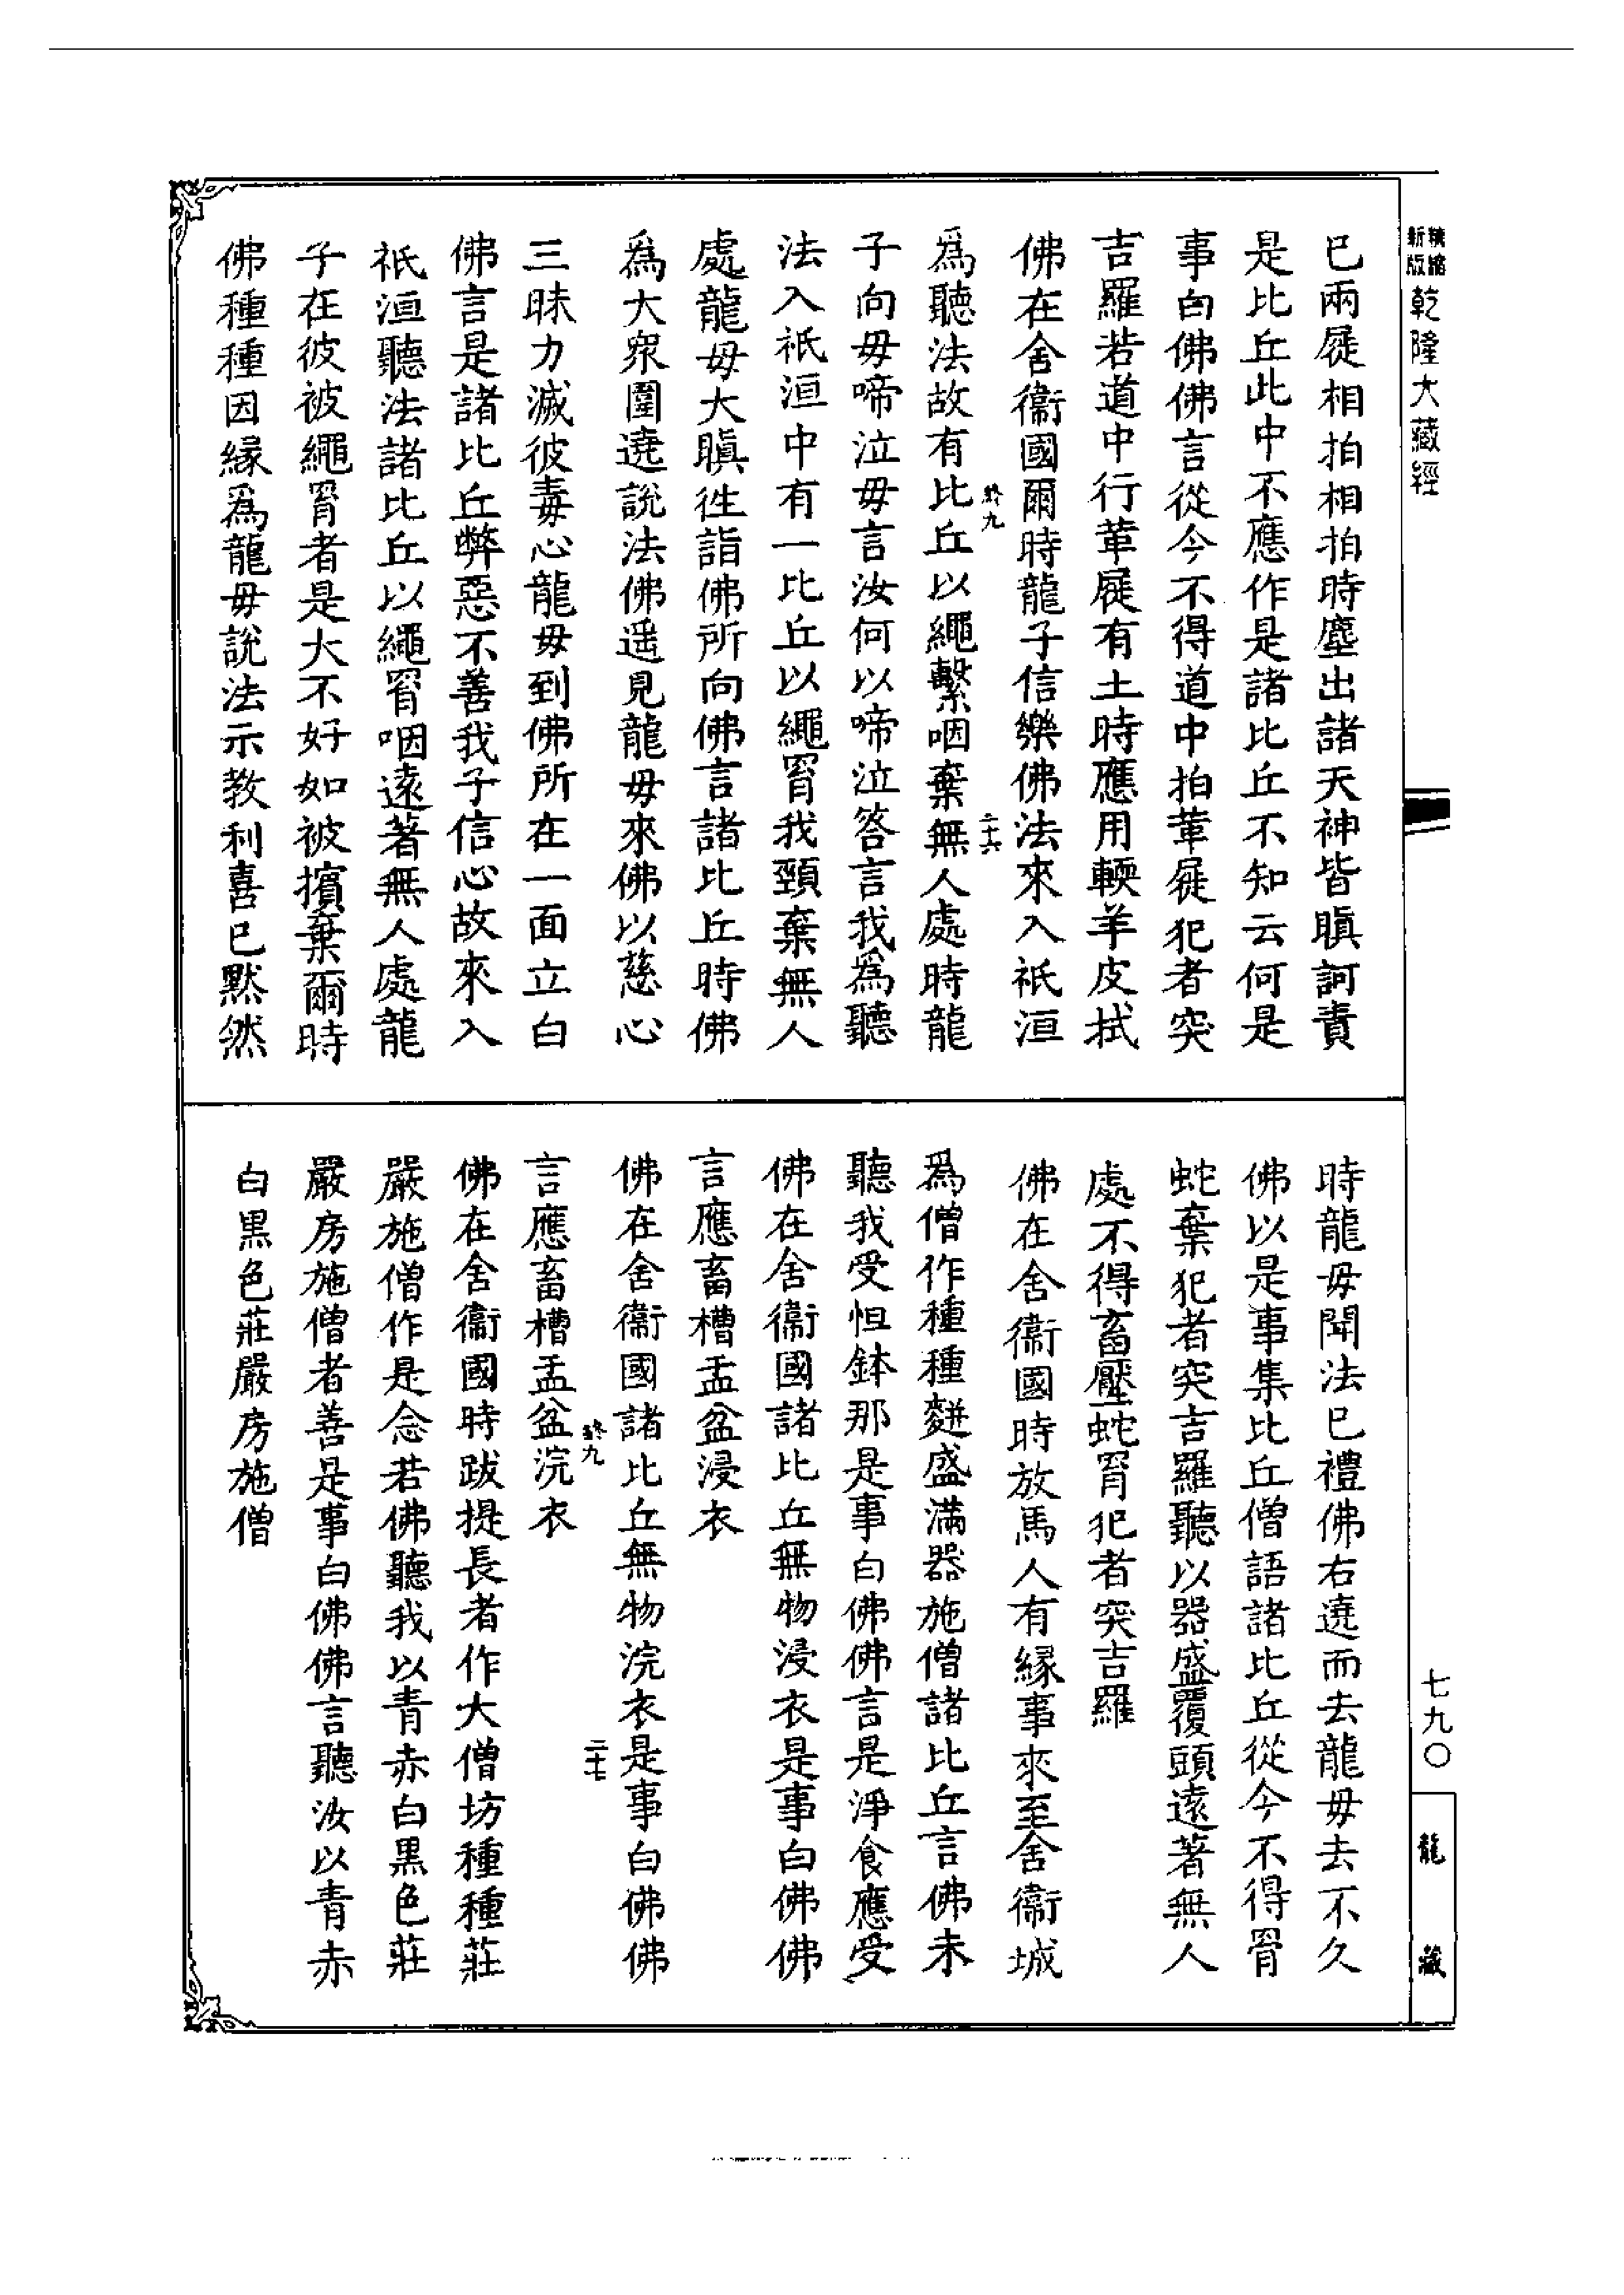 精縮新版
乾隆大藏經
已兩屣相拍相拍時塵出諸天神皆瞋訶責
是比丘此中不應作是諸比丘不知云何是
事白佛佛言從今不得道中拍革屣犯者突
吉羅若道中行革屣有土時應用輭羊皮拭
佛在舍衞國爾時龍子信樂佛法來入祇洹
終九
二十六
爲聽法故有比丘以繩繫咽棄無人處時龍
子向毋啼泣毋言汝何以啼泣答言我爲聽
法入祇洹中有一比丘以繩罥我頸棄無人
處龍毋大瞋徃詣佛所向佛言諸比丘時佛
爲大衆圍遶說法佛遥見龍毋來佛以慈心
三昧力滅彼毒心龍毋到佛所在一面立白
佛言是諸比丘弊惡不善我子信心故來入
祇洹聽法諸比丘以繩罥咽遠著無人處龍
子在彼被繩罥者是大不好如被擯棄爾時
佛種種因縁爲龍毋說法示教利喜已默然
時龍毋聞法已禮佛右遶而去龍毋去不久
佛以是事集比丘僧語諸比丘從今不得罥
蛇棄犯者突吉羅聽以器盛覆頭遠著無人
處不得畜壓蛇罥犯者突吉羅
佛在舍衞國時放馬人有縁事來至舍衞城
爲僧作種種麨盛滿器施僧諸比丘言佛未
聽我受怛鉢那是事白佛佛言是淨食應受
佛在舍衞國諸比丘無物浸衣是事白佛佛
言應畜槽盂盆浸衣
佛在舍衞國諸比丘無物浣衣是事白佛佛
終九
二十七
言應畜槽盂盆浣衣
佛在舍衞國時跋提長者作大僧坊種種莊
嚴施僧作是念若佛聽我以青赤白黑色莊
嚴房施僧者善是事白佛佛言聽汝以青赤
白黑色莊嚴房施僧
七九〇
龍藏